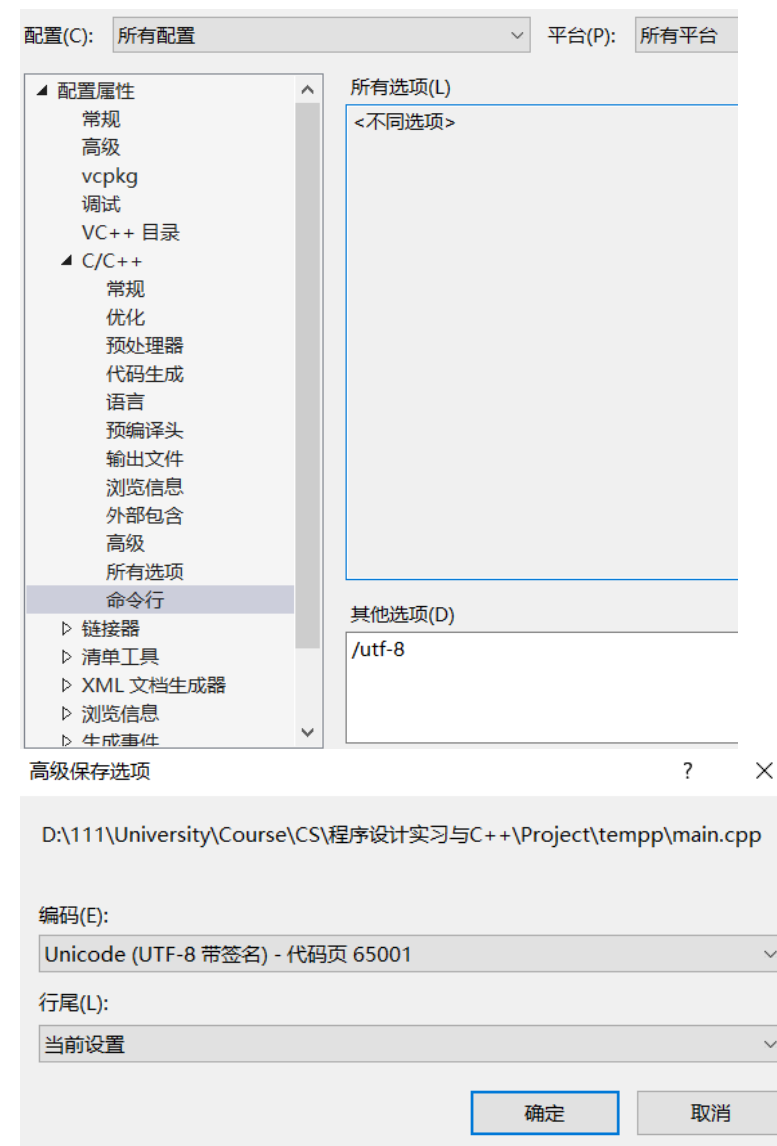 配置(C): 所有配置 平台(P): 所有平台
配置属性
常规
高级
vcpkg
调试
VC++ 目录
C/C++
常规
优化
预处理器
代码生成
语言
预编译头
输出文件
浏览信息
外部包含
高级
所有选项
命令行
链接器
清单工具
XML 文档生成器
浏览信息
生成事件
所有选项(L)
<不同选项>
其他选项(D)
/utf-8
高级保存选项 ?
D:\111\University\Course\CS\程序设计实习与C++\Project\tempp\main.cpp
编码(E):
Unicode (UTF-8 带签名) - 代码页 65001
行尾(L):
当前设置
确定 取消